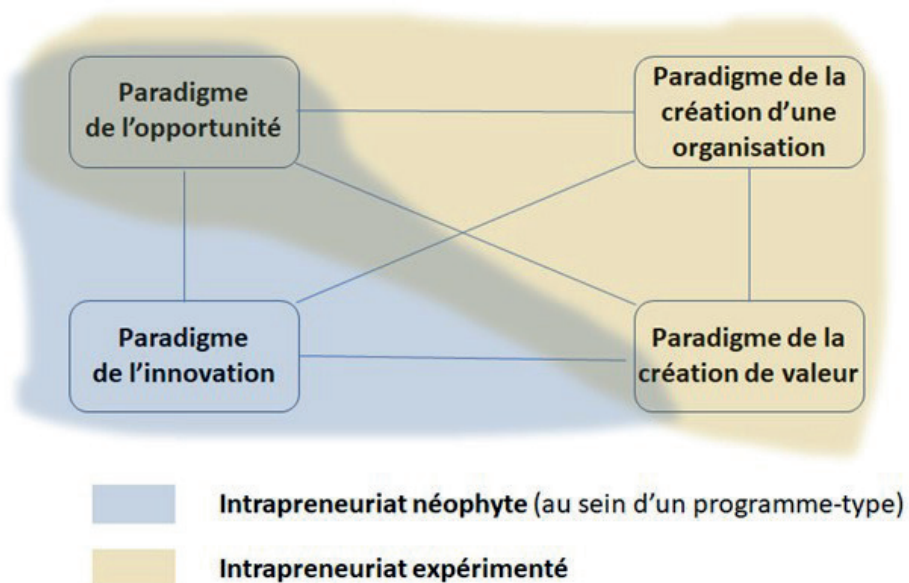 Paradigme
de l'opportunité
Paradigme de la
création d'une
organisation
Paradigme
de l'innovation
Paradigme de la
création de valeur
Intrapreneuriat néophyte (au sein d'un programme-type)
Intrapreneuriat expérimenté